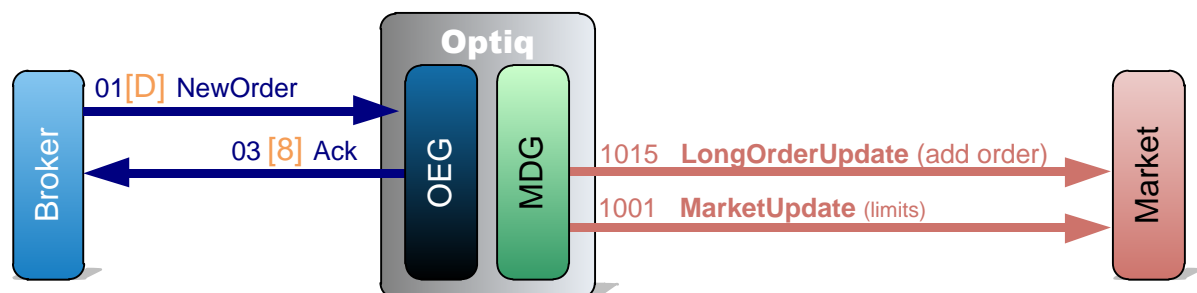 Optiq
Broker
01[D] NewOrder
03 [8] Ack
OEG
MDG
1015 LongOrderUpdate (add order)
1001 MarketUpdate (limits)
Market